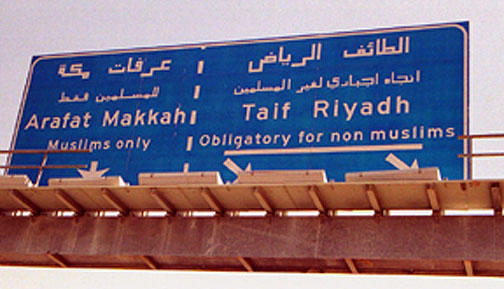 عرفات مكة
للمسلمين فقط
Arafat Makkah
Muslims only
الطائف الرياض
اتجاه اجباري لغير المسلمين
Taif Riyadh
Obligatory for non muslims